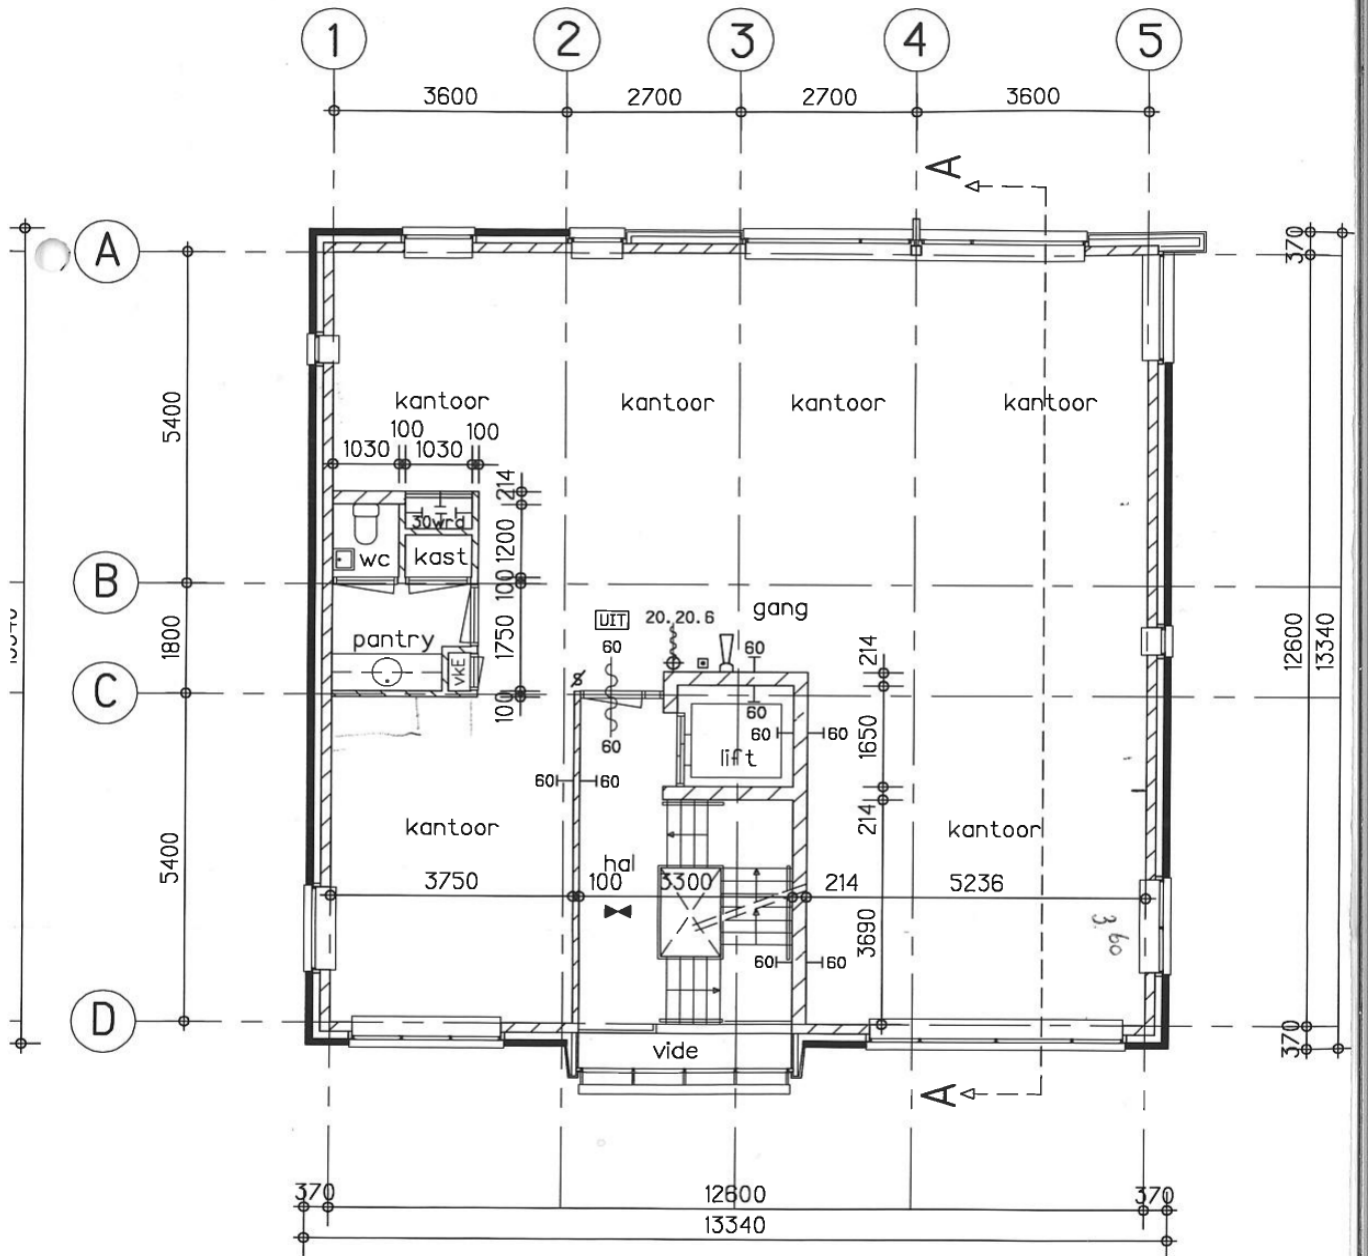 1 2 3 4 5
3600 2700 2700 3600
A
A 370
370
5400
kantoor kantoor kantoor kantoor
100 100
1030 1030
214
30wrd
1200
wc kast
B
100
gang
UIT 20.20.6
1800 pantry 1750 60 60 214 12600 13340
vkE
C
100
60
60 60 1650
lift
60
60 60
214
kantoor kantoor
5400 hal
3750 100 3300 214 5236
3690 3.60
60 60
D
370
vide 370
A
370 12600 370
13340